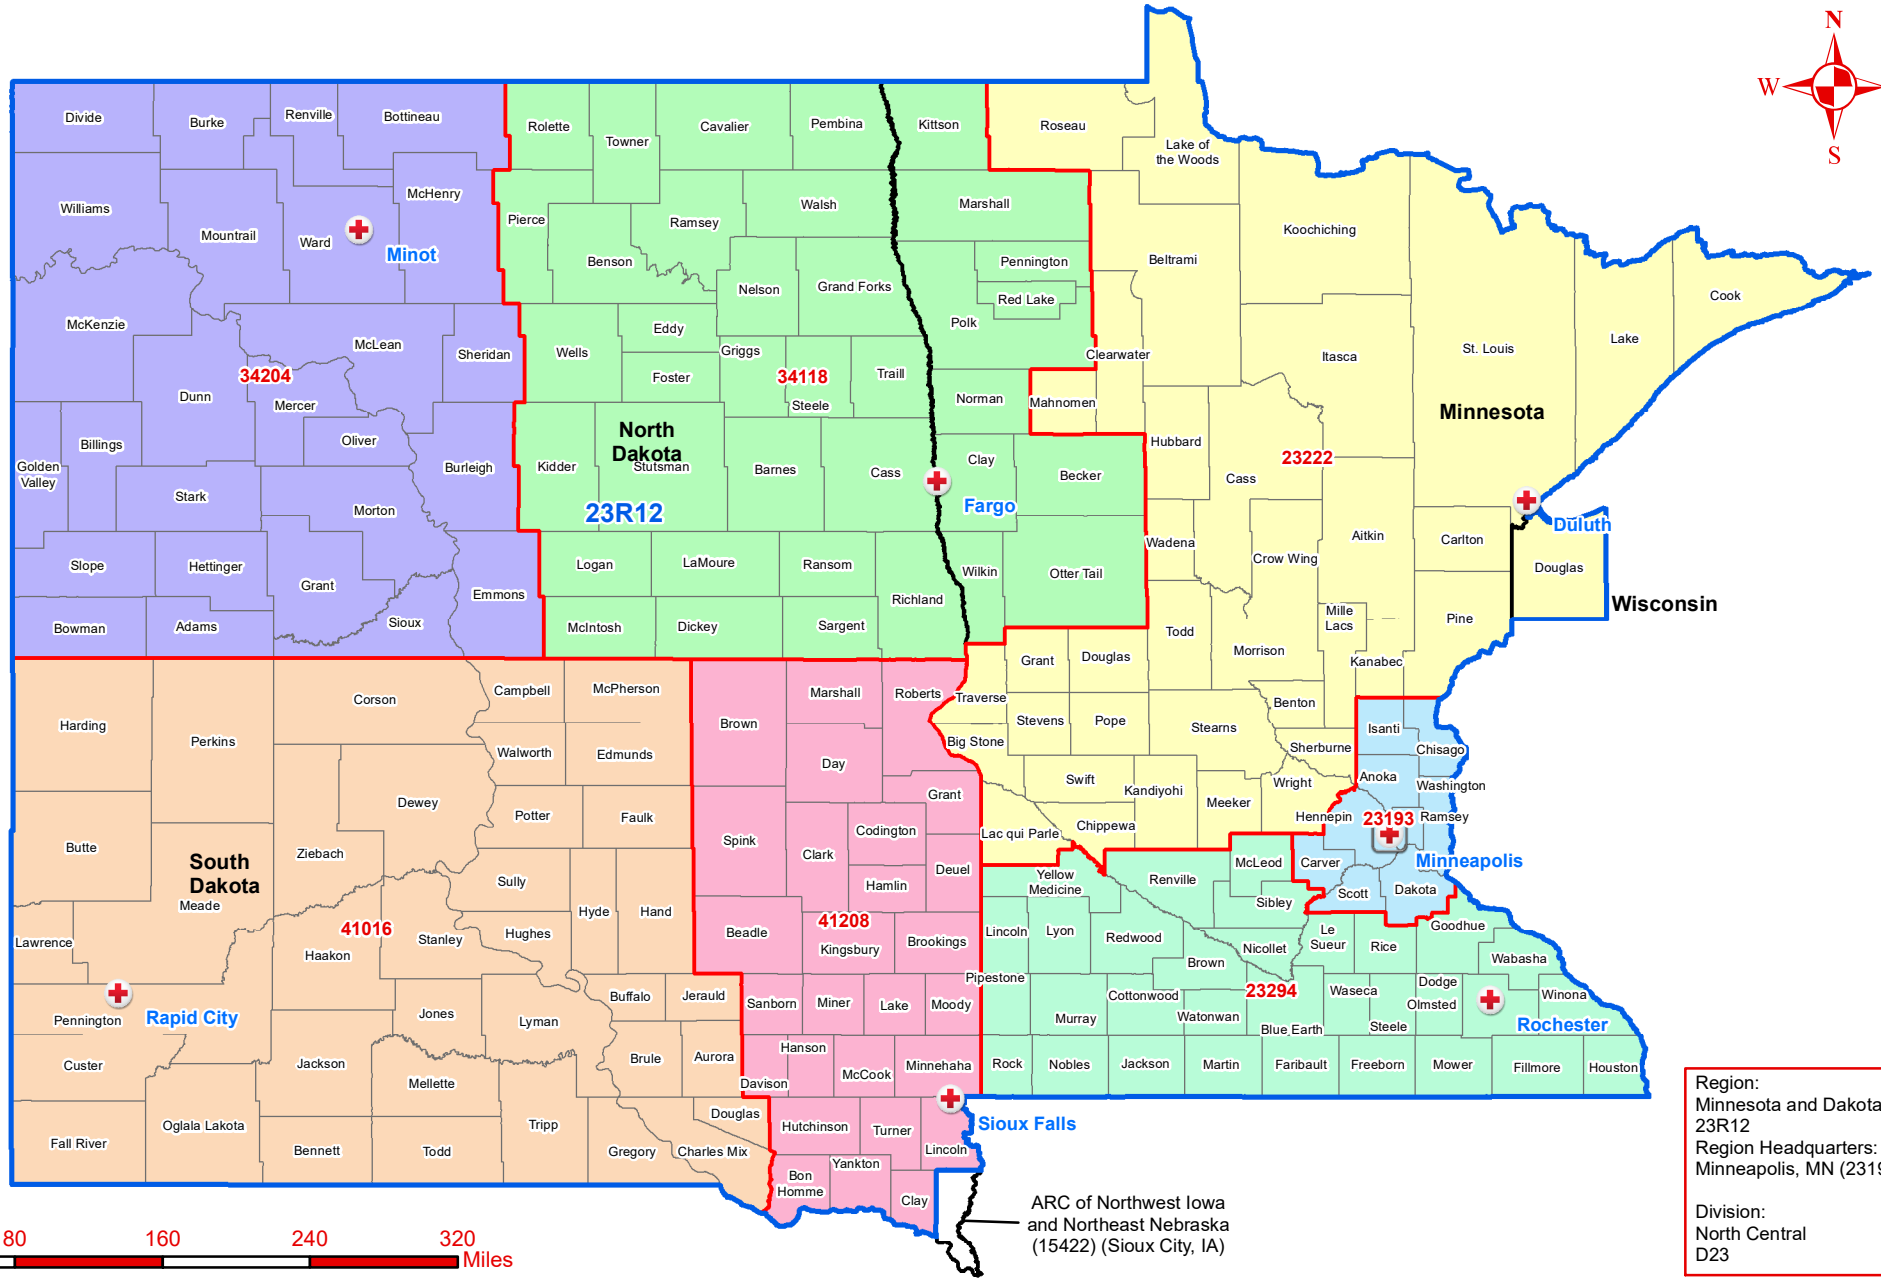 N
W
S
Divide
Burke
Renville
Bottineau
Rolette
Towner
Cavalier
Pembina
Kittson
Roseau
Lake of
the Woods
Williams
Mountrail
Ward
McHenry
Minot
Pierce
Benson
Ramsey
Walsh
Marshall
Koochiching
Beltrami
Nelson
Grand Forks
Pennington
Red Lake
Polk
Cook
Lake
St. Louis
Itasca
Clearwater
McKenzie
McLean
Sheridan
Wells
Eddy
Foster
Griggs
Steele
Traill
34204
34118
Dunn
Mercer
Oliver
Norman
Mahnomen
Minnesota
Hubbard
Cass
23222
Billings
Golden
Valley
Stark
Burleigh
Morton
Kidder
North
Dakota
Stutsman
Barnes
Cass
Clay
Becker
23R12
Fargo
Duluth
Aitkin
Carlton
Douglas
Wisconsin
Wadena
Crow Wing
Slope
Hettinger
Grant
Emmons
Sioux
Bowman
Adams
Logan
LaMoure
Ransom
Richland
Wilkin
Otter Tail
McIntosh
Dickey
Sargent
Todd
Morrison
Mille
Lacs
Pine
Kanabec
Grant
Douglas
Traverse
Stevens
Pope
Stearns
Benton
Sherburne
Big Stone
Isanti
Chisago
Anoka
Washington
Harding
Perkins
Corson
Campbell
McPherson
Brown
Marshall
Roberts
Walworth
Edmunds
Day
Grant
Swift
Kandiyohi
Meeker
Wright
Hennepin
23193
Ramsey
Minneapolis
Chippewa
Lac qui Parle
Butte
Dewey
Potter
Faulk
Spink
Clark
Codington
Hamlin
Deuel
Ziebach
South
Dakota
Meade
Sully
Hyde
Hand
Yellow
Medicine
Renville
McLeod
Sibley
Carver
Scott
Dakota
Lawrence
41016
Haakon
Stanley
Hughes
Beadle
41208
Kingsbury
Brookings
Lincoln
Lyon
Redwood
Nicollet
Le
Sueur
Rice
Goodhue
Wabasha
Brown
Pipestone
Pennington
Rapid City
Jones
Lyman
Buffalo
Jerauld
Sanborn
Miner
Lake
Moody
Murray
Cottonwood
Watonwan
23294
Blue Earth
Waseca
Steele
Dodge
Olmsted
Winona
Rochester
Custer
Jackson
Mellette
Brule
Aurora
Davison
Hanson
McCook
Minnehaha
Rock
Nobles
Jackson
Martin
Faribault
Freeborn
Mower
Fillmore
Houston
Fall River
Oglala Lakota
Bennett
Todd
Tripp
Gregory
Charles Mix
Douglas
Hutchinson
Turner
Lincoln
Sioux Falls
Bon
Homme
Yankton
Clay
ARC of Northwest Iowa
and Northeast Nebraska
(15422) (Sioux City, IA)
80 160 240 320
Miles
Region:
Minnesota and Dakota
23R12
Region Headquarters:
Minneapolis, MN (2319
Division:
North Central
D23